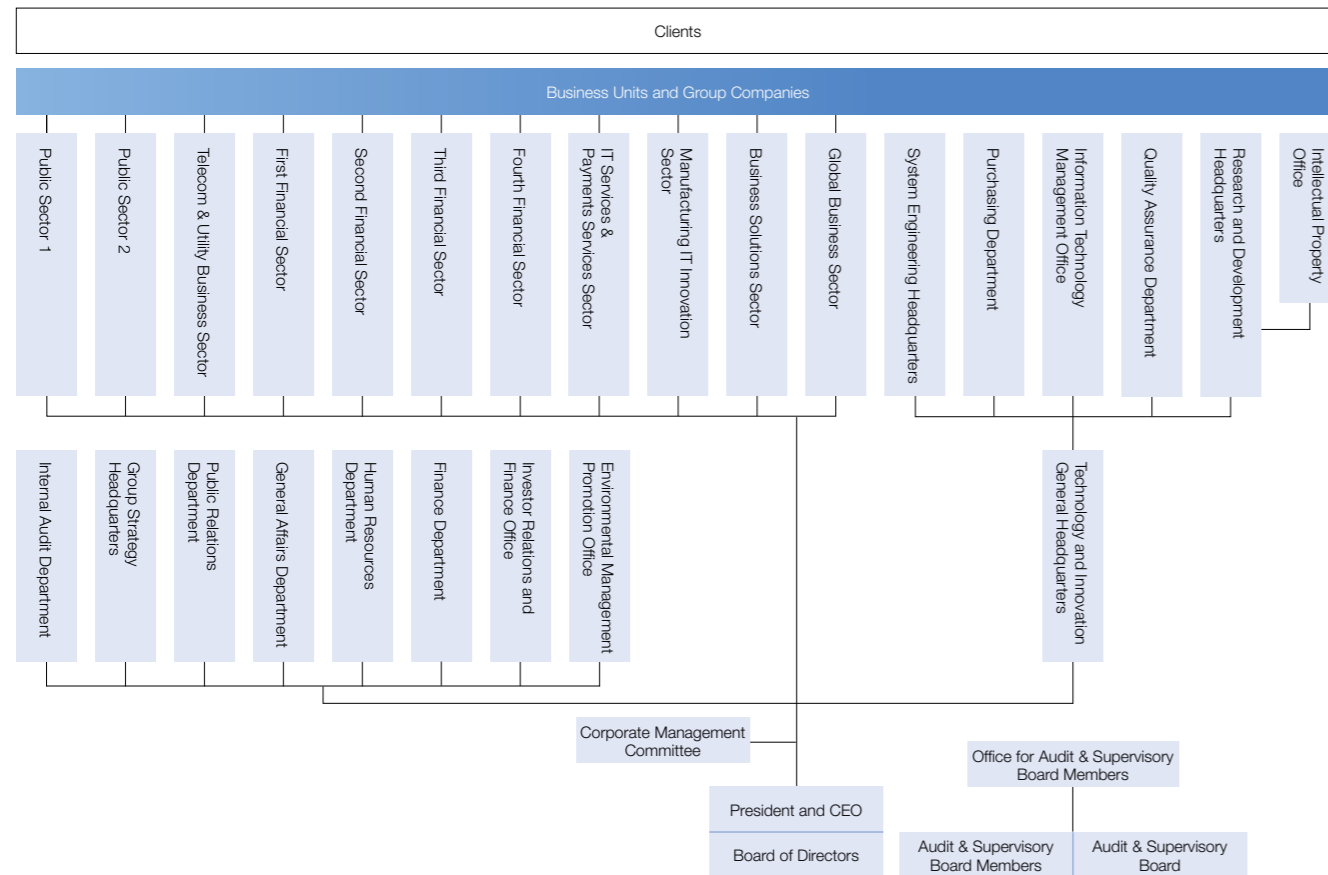 Clients
Business Units and Group Companies
Public Sector 1
Public Sector 2
Telecom & Utility Business Sector
First Financial Sector
Second Financial Sector
Third Financial Sector
Fourth Financial Sector
IT Services &
Payments Services Sector
Manufacturing IT Innovation
Sector
Business Solutions Sector
Global Business Sector
System Engineering Headquarters
Purchasing Department
Information Technology
Management Office
Quality Assurance Department
Research and Development
Headquarters
Intellectual Property
Office
Internal Audit Department
Group Strategy
Headquarters
Public Relations
Department
General Affairs Department
Human Resources
Department
Finance Department
Investor Relations and
Finance Office
Environmental Management
Promotion Office
Technology and Innovation
General Headquarters
Corporate Management
Committee
Office for Audit & Supervisory
Board Members
President and CEO
Board of Directors
Audit & Supervisory
Board Members
Audit & Supervisory
Board